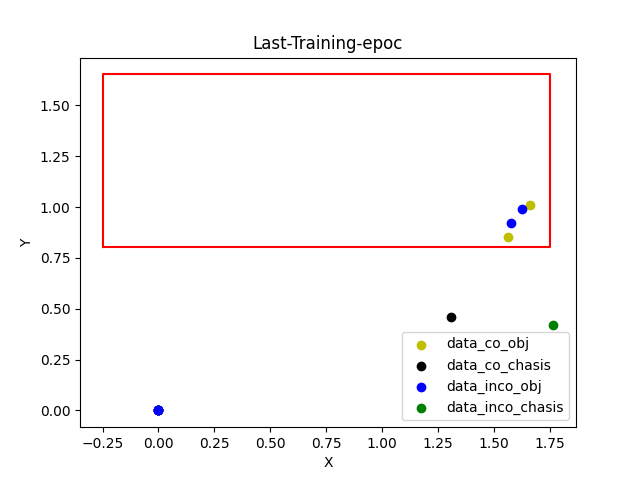 Last-Training-epoc
Y
1.50
1.25
1.00
0.75
0.50
0.25
0.00
data_co_obj
data_co_chasis
data_inco_obj
data_inco_chasis
−0.25 0.00 0.25 0.50 0.75 1.00 1.25 1.50 1.75
X